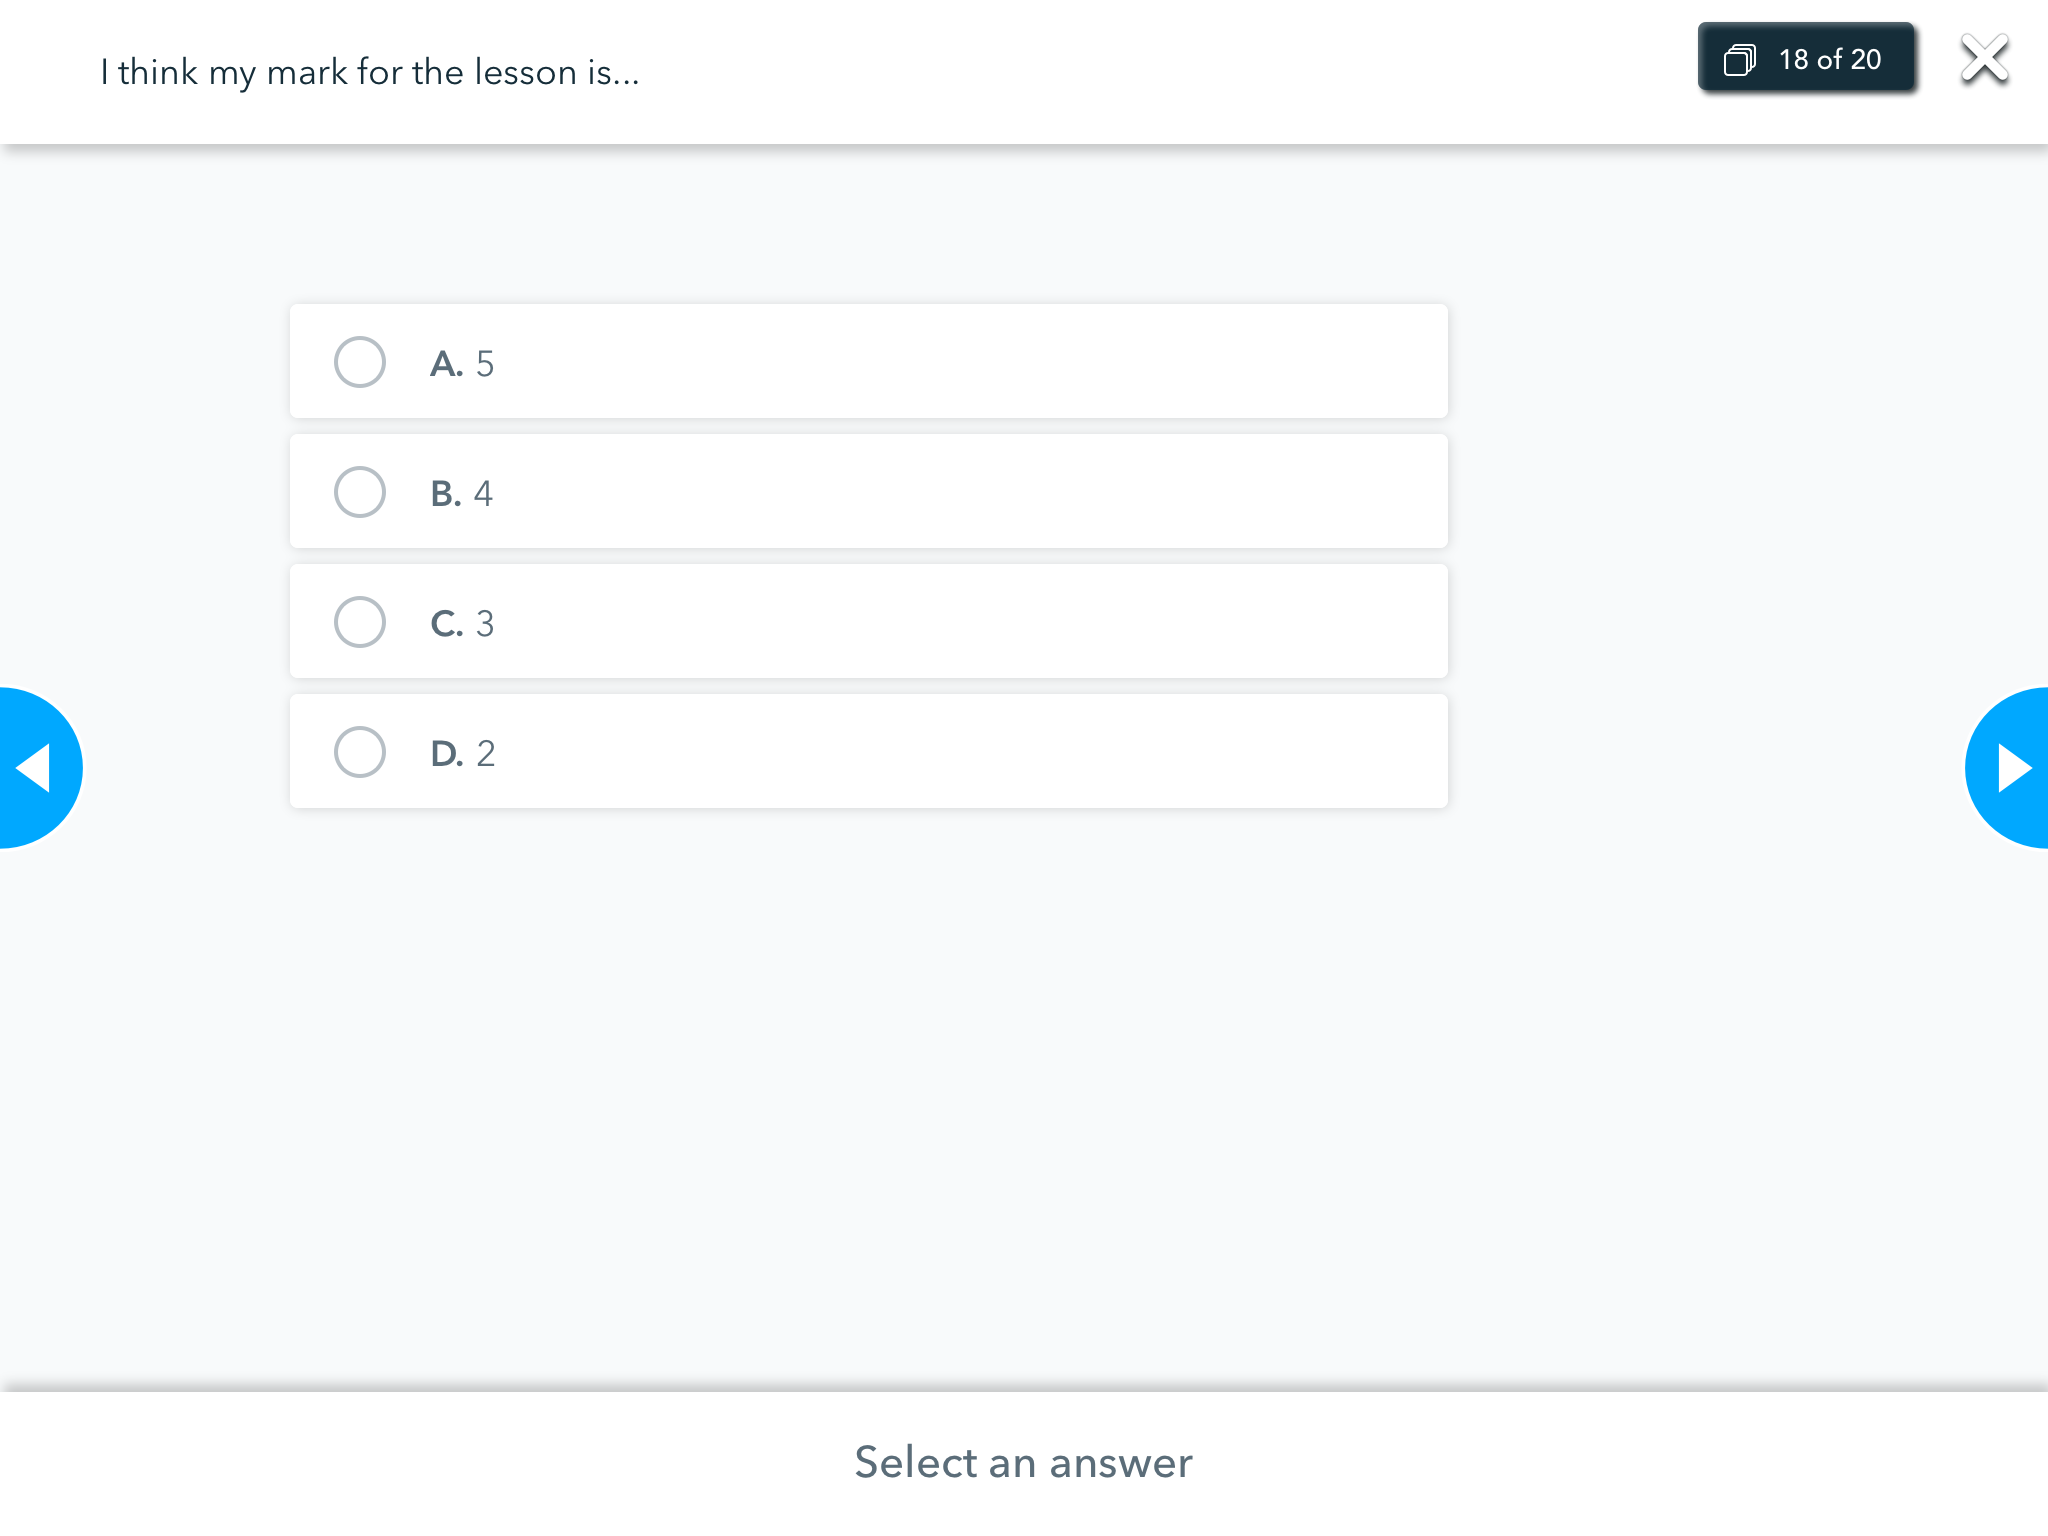 I think my mark for the lesson is...
18 of 20
A. 5
B. 4
C. 3
D. 2
Select an answer